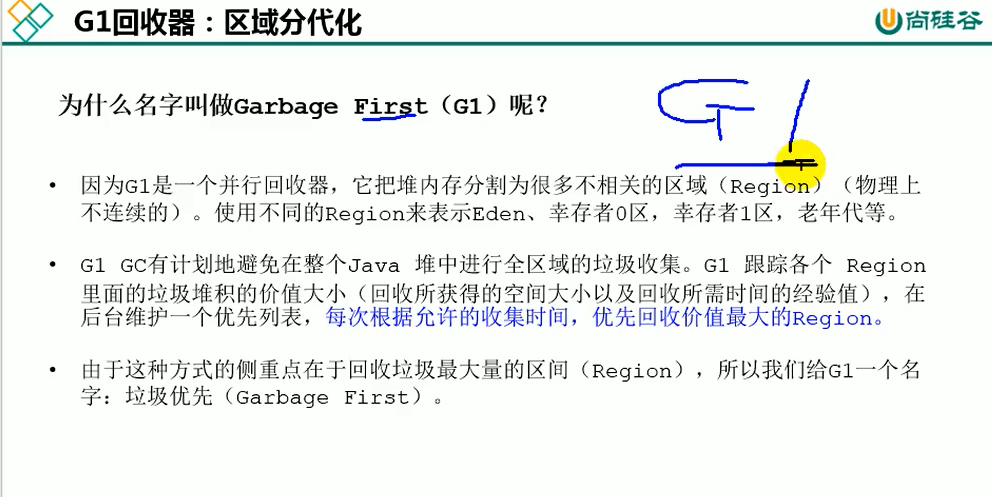 G1回收器：区域分代化
尚硅谷
为什么名字叫做Garbage First（G1）呢？
G1
• 因为G1是一个并行回收器，它把堆内存分割为很多不相关的区域（Region）（物理上
不连续的）。使用不同的Region来表示Eden、幸存者0区，幸存者1区，老年代等。
• G1 GC有计划地避免在整个Java 堆中进行全区域的垃圾收集。G1 跟踪各个 Region
里面的垃圾堆积的价值大小（回收所获得的空间大小以及回收所需时间的经验值），在
后台维护一个优先列表，每次根据允许的收集时间，优先回收价值最大的Region。
• 由于这种方式的侧重点在于回收垃圾最大量的区间（Region），所以我们给G1一个名
字：垃圾优先（Garbage First）。